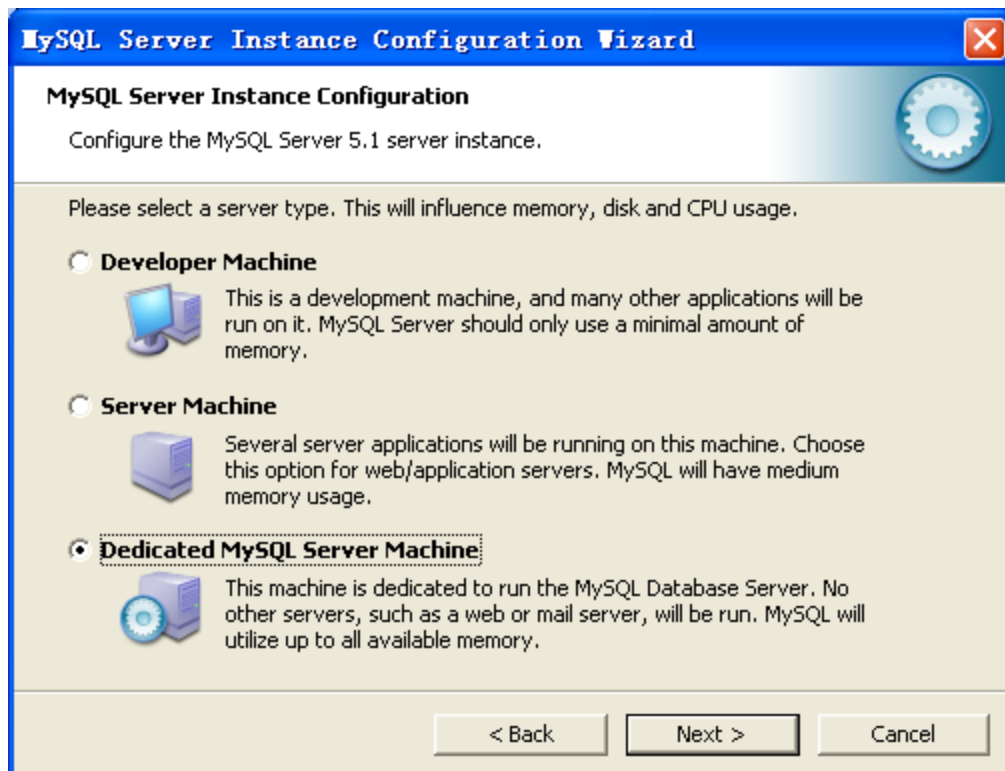 MySQL Server Instance Configuration Wizard
MySQL Server Instance Configuration
Configure the MySQL Server 5.1 server instance.
Please select a server type. This will influence memory, disk and CPU usage.
Developer Machine
This is a development machine, and many other applications will be
run on it. MySQL Server should only use a minimal amount of
memory.
Server Machine
Several server applications will be running on this machine. Choose
this option for web/application servers. MySQL will have medium
memory usage.
Dedicated MySQL Server Machine
This machine is dedicated to run the MySQL Database Server. No
other servers, such as a web or mail server, will be run. MySQL will
utilize up to all available memory.
< Back
Next >
Cancel